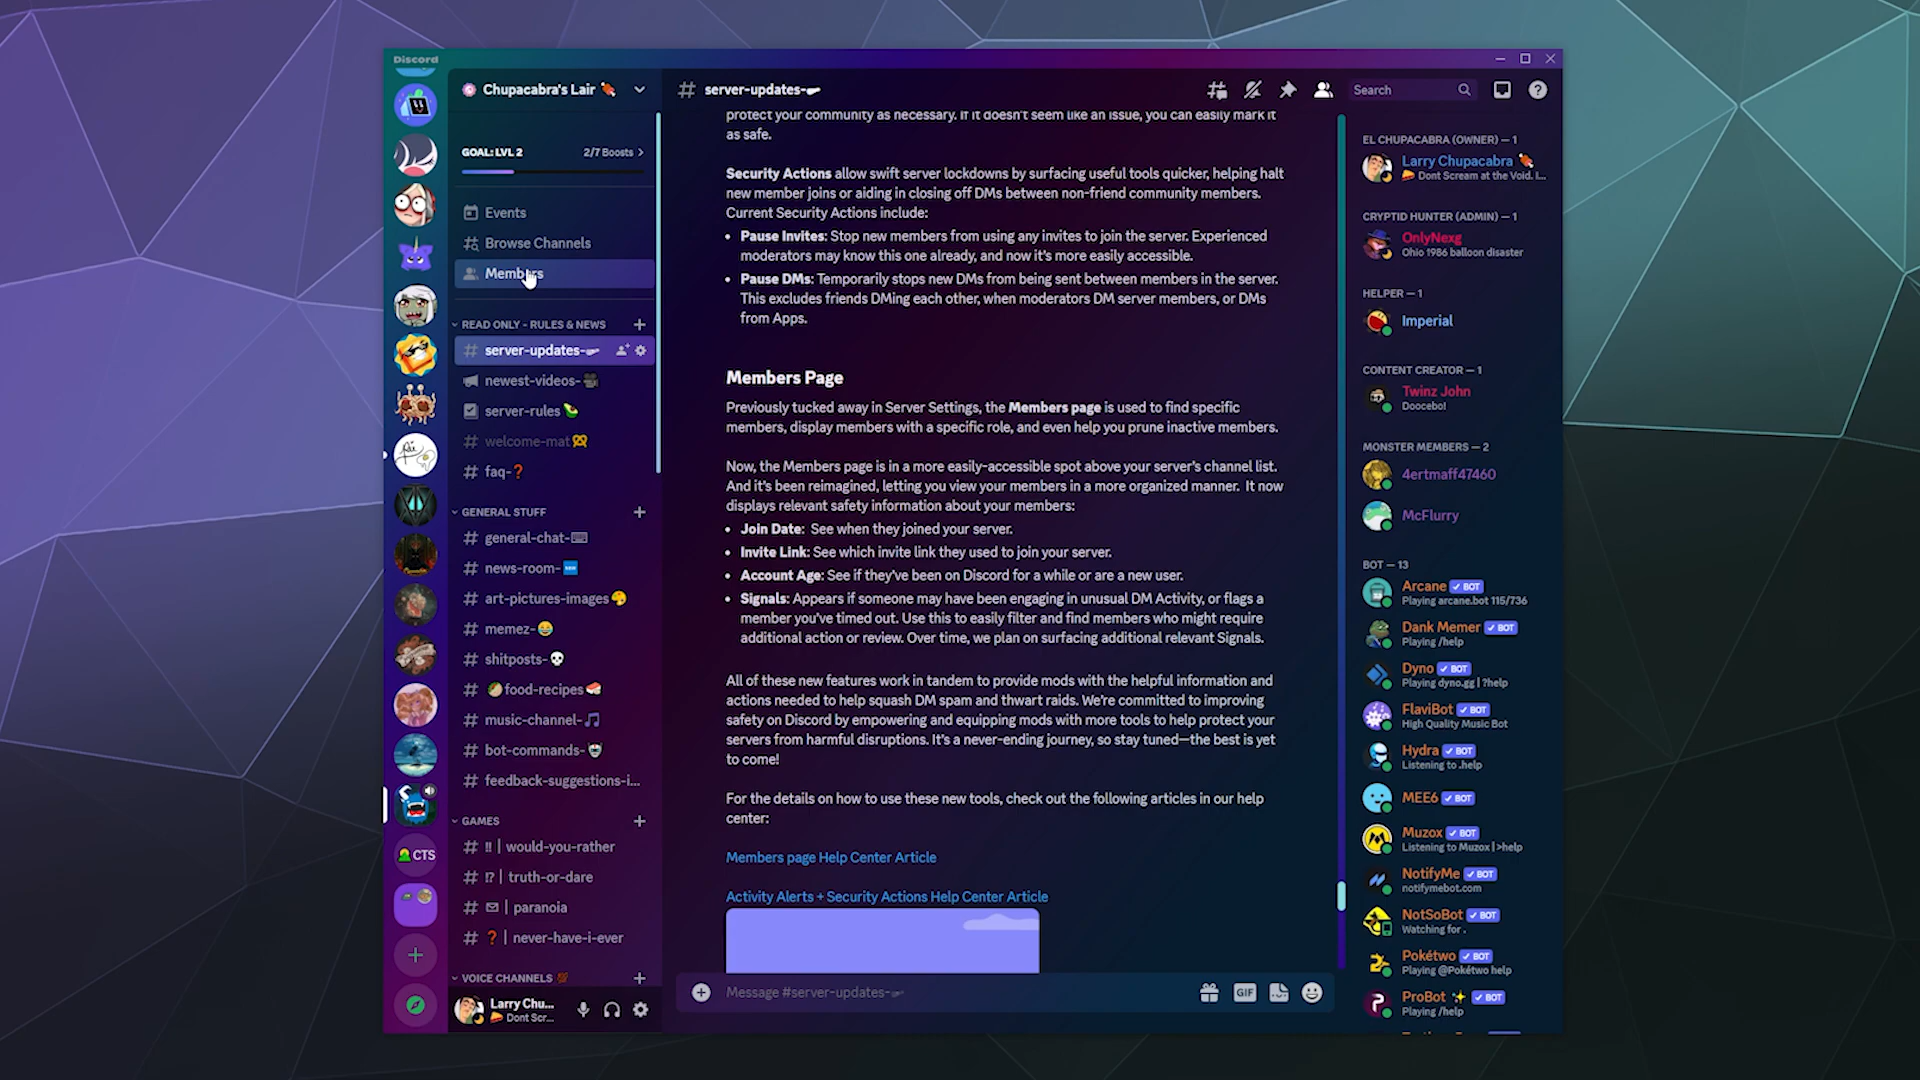 Discord
Chupacabra's Lair
GOAL: LVL 2
2/7 Boosts
Events
Browse Channels
Members
READ ONLY - RULES & NEWS
server-updates-
newest-videos-
server-rules
welcome-mat
faq-❓
GENERAL STUFF
general-chat-
news-room-
art-pictures-images
memez-
shitposts-
food-recipes
music-channel-
bot-commands-
feedback-suggestions-i...
GAMES
‼ | would-you-rather
⁉ | truth-or-dare
| paranoia
❓ | never-have-i-ever
VOICE CHANNELS
CTS
Larry Chu...
Dont Scr...
server-updates-
Search
protect your community as necessary. If it doesn't seem like an issue, you can easily mark it
as safe.
Security Actions allow swift server lockdowns by surfacing useful tools quicker, helping halt
new member joins or aiding in closing off DMs between non-friend community members.
Current Security Actions include:
• Pause Invites: Stop new members from using any invites to join the server. Experienced
moderators may know this one already, and now it's more easily accessible.
• Pause DMs: Temporarily stops new DMs from being sent between members in the server.
This excludes friends DMing each other, when moderators DM server members, or DMs
from Apps.
Members Page
Previously tucked away in Server Settings, the Members page is used to find specific
members, display members with a specific role, and even help you prune inactive members.
Now, the Members page is in a more easily-accessible spot above your server's channel list.
And it's been reimagined, letting you view your members in a more organized manner. It now
displays relevant safety information about your members:
• Join Date: See when they joined your server.
• Invite Link: See which invite link they used to join your server.
• Account Age: See if they've been on Discord for a while or are a new user.
• Signals: Appears if someone may have been engaging in unusual DM Activity, or flags a
member you've timed out. Use this to easily filter and find members who might require
additional action or review. Over time, we plan on surfacing additional relevant Signals.
All of these new features work in tandem to provide mods with the helpful information and
actions needed to help squash DM spam and thwart raids. We're committed to improving
safety on Discord by empowering and equipping mods with more tools to help protect your
servers from harmful disruptions. It's a never-ending journey, so stay tuned—the best is yet
to come!
For the details on how to use these new tools, check out the following articles in our help
center:
Members page Help Center Article
Activity Alerts + Security Actions Help Center Article
Message #server-updates-
GIF
EL CHUPACABRA (OWNER) — 1
Larry Chupacabra
Dont Scream at the Void. I...
CRYPTID HUNTER (ADMIN) — 1
OnlyNexg
Ohio 1986 balloon disaster
HELPER — 1
Imperial
CONTENT CREATOR — 1
Twinz John
Doocebo!
MONSTER MEMBERS — 2
4ertmaff47460
McFlurry
BOT — 13
Arcane ✓ BOT
Playing arcane.bot 115/736
Dank Memer ✓ BOT
Playing /help
Dyno ✓ BOT
Playing dyno.gg | ?help
FlaviBot ✓ BOT
High Quality Music Bot
Hydra ✓ BOT
Listening to .help
MEE6 ✓ BOT
Muzox ✓ BOT
Listening to Muzox | >help
NotifyMe ✓ BOT
notifymebot.com
NotSoBot ✓ BOT
Watching for .
Pokétwo ✓ BOT
Playing @Pokétwo help
ProBot ✨ ✓ BOT
Playing /help